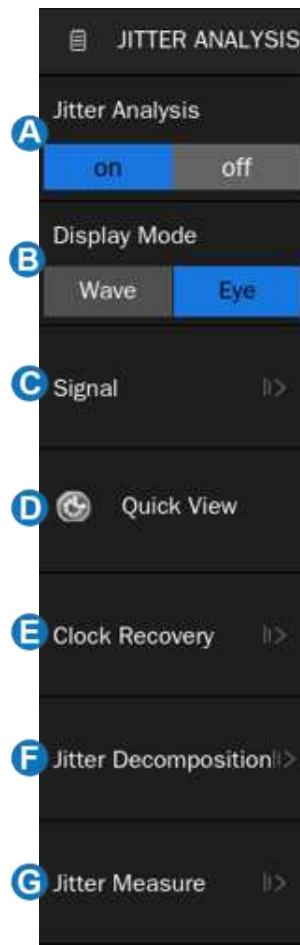 JITTER ANALYSIS
Jitter Analysis
A
on off
Display Mode
B
Wave Eye
C Signal
D Quick View
E Clock Recovery
F Jitter Decomposition
G Jitter Measure